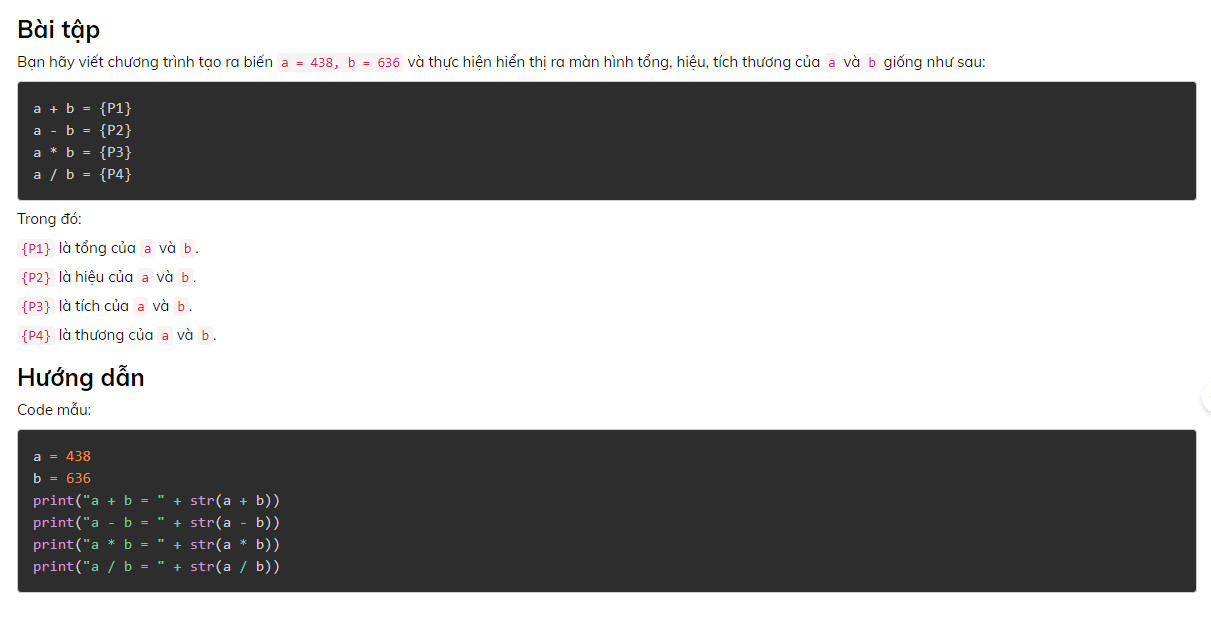 Bài tập
Bạn hãy viết chương trình tạo ra biến a = 438, b = 636 và thực hiện hiển thị ra màn hình tổng, hiệu, tích thương của a và b giống như sau:
a + b = {P1}
a - b = {P2}
a * b = {P3}
a / b = {P4}
Trong đó:
{P1} là tổng của a và b.
{P2} là hiệu của a và b.
{P3} là tích của a và b.
{P4} là thương của a và b.
Hướng dẫn
Code mẫu:
a = 438
b = 636
print("a + b = " + str(a + b))
print("a - b = " + str(a - b))
print("a * b = " + str(a * b))
print("a / b = " + str(a / b))